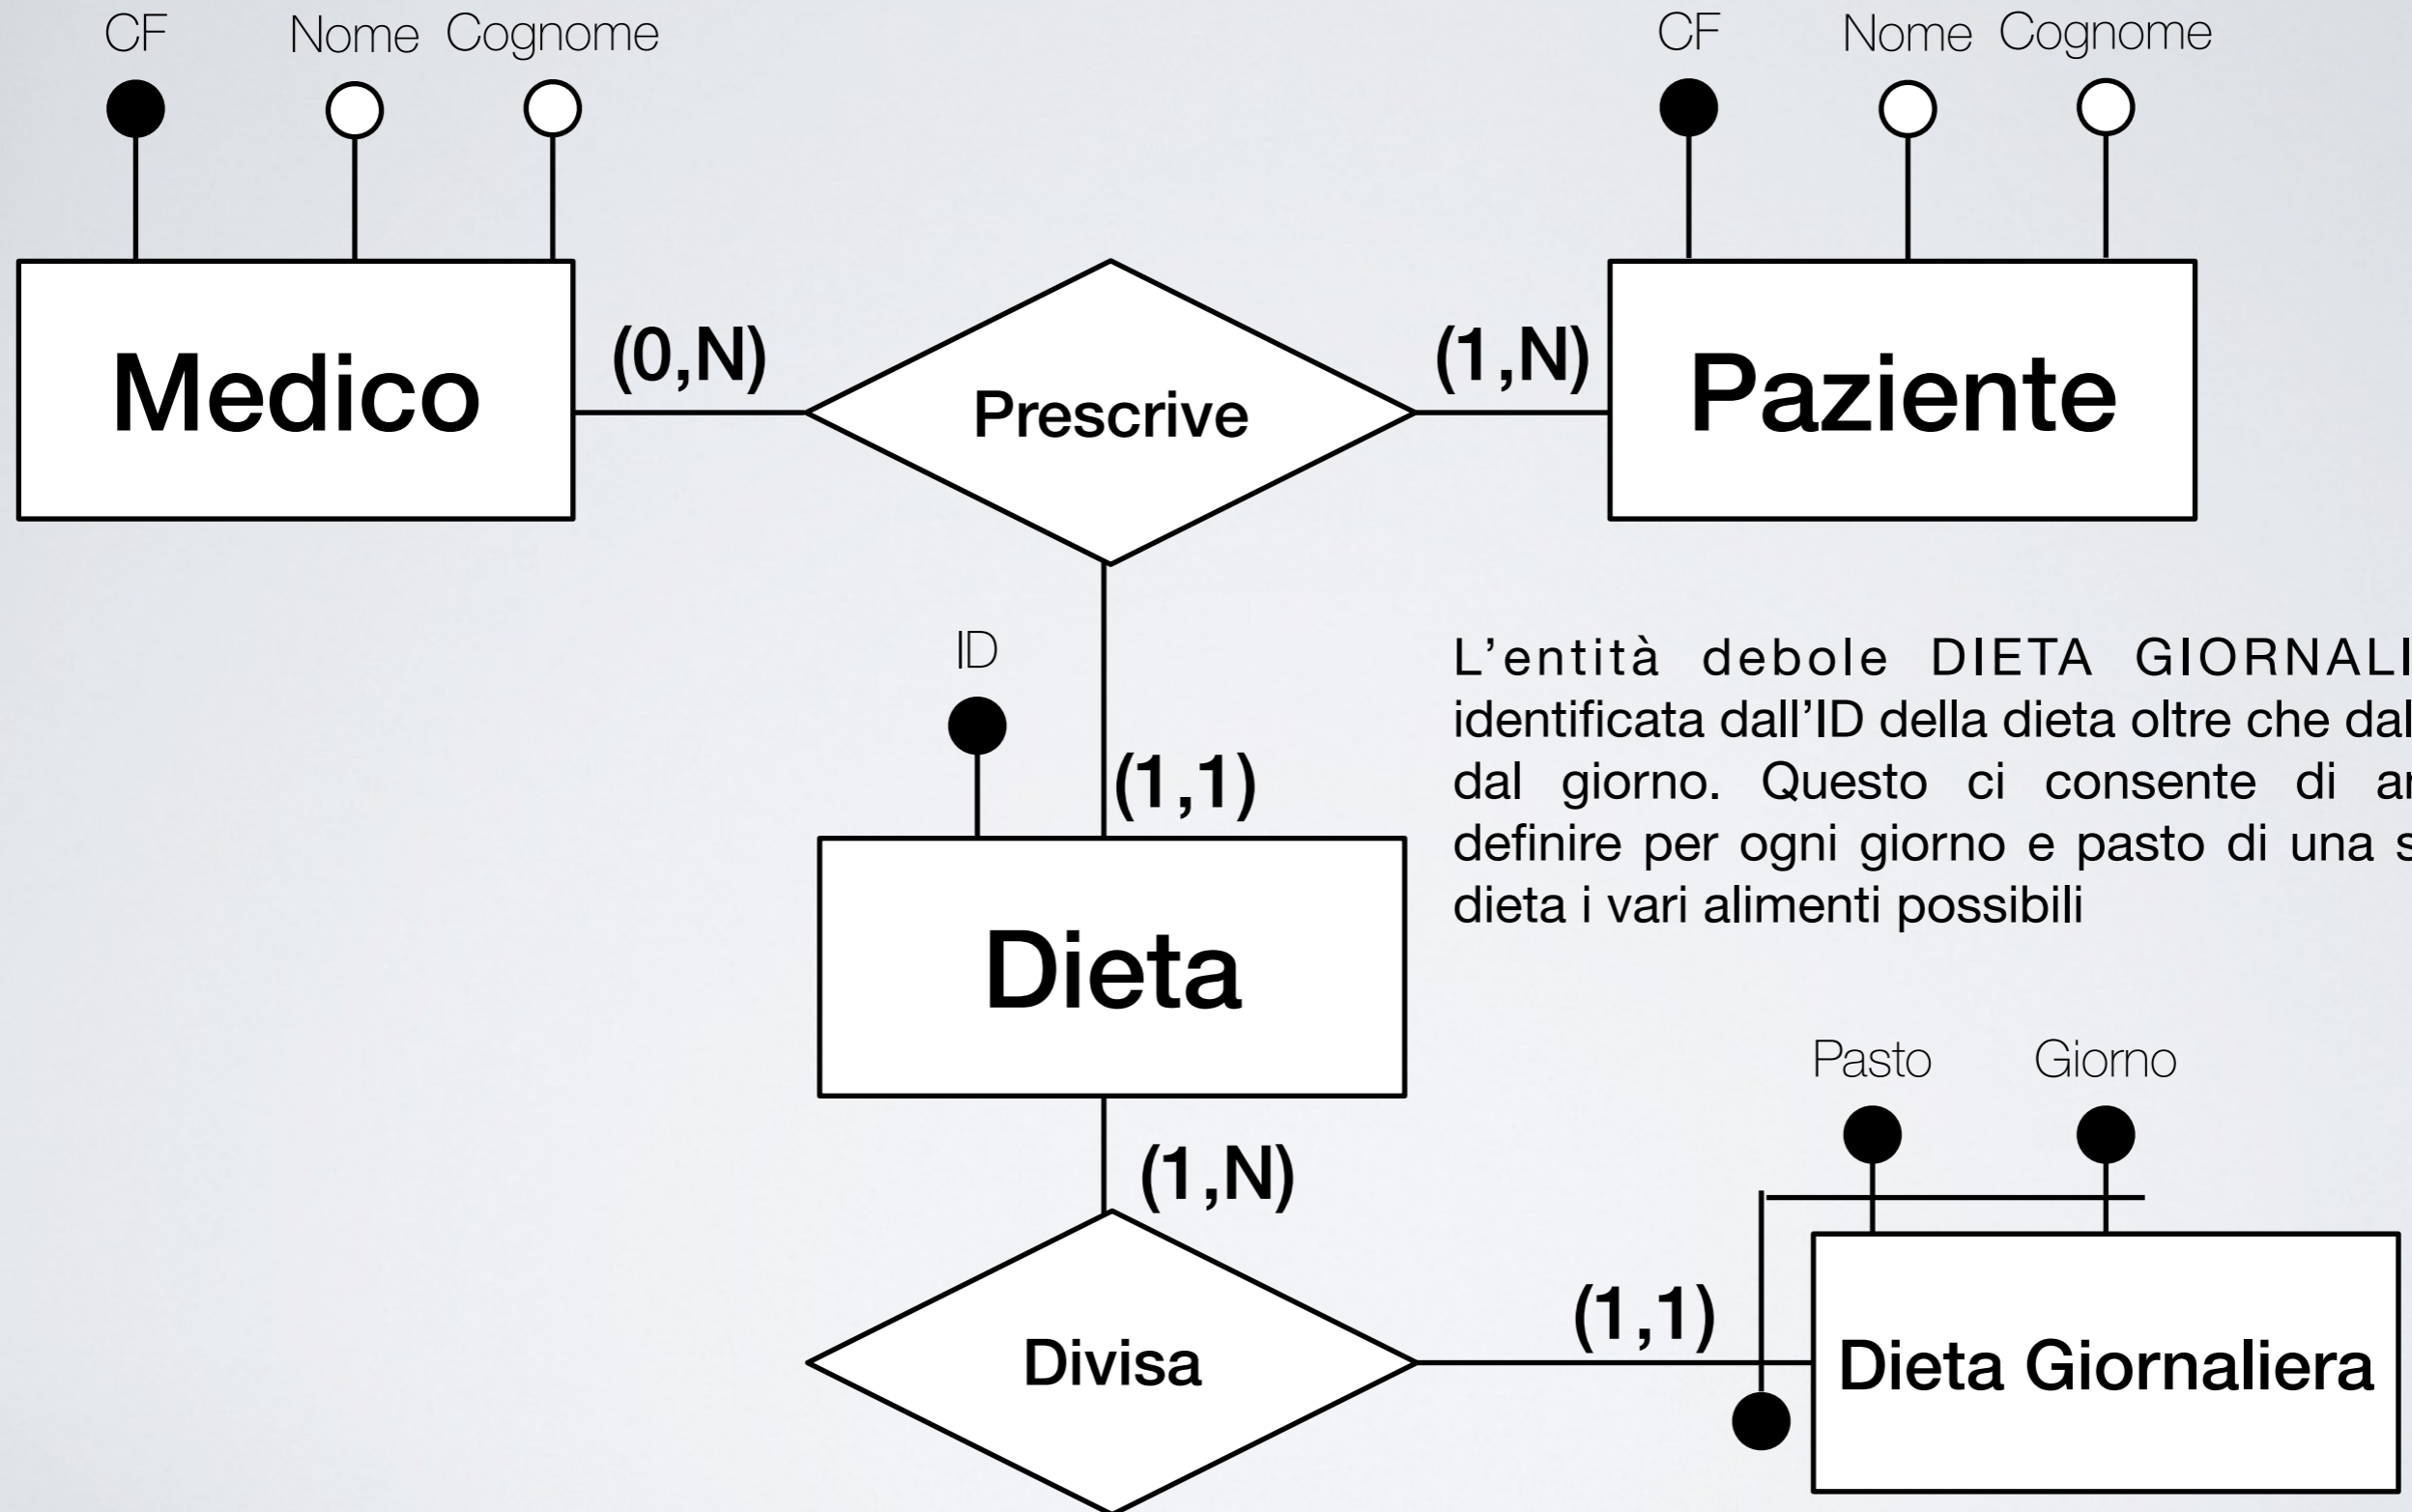 CF Nome Cognome
CF Nome Cognome
Medico
(0,N)
Prescrive
(1,N)
Paziente
ID
(1,1)
L'entità debole DIETA GIORNALI
identificata dall'ID della dieta oltre che dal
dal giorno. Questo ci consente di
definire per ogni giorno e pasto di una
dieta i vari alimenti possibili
Dieta
Pasto Giorno
(1,N)
(1,1)
Divisa
Dieta Giornaliera